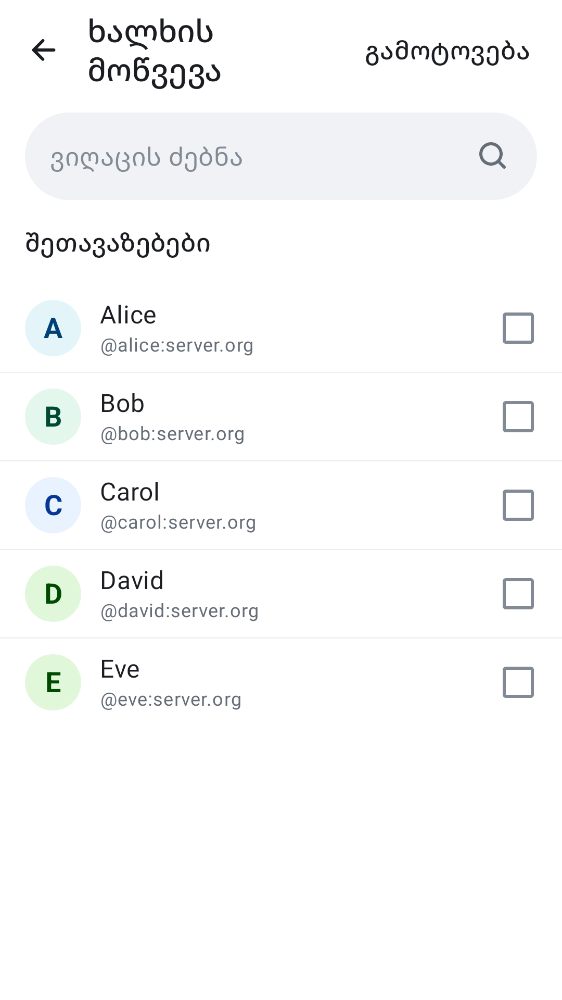 ხალხის
მოწვევა
გამოტოვება
ვიღაცის ძებნა
შეთავაზებები
A
Alice
@alice:server.org
B
Bob
@bob:server.org
C
Carol
@carol:server.org
D
David
@david:server.org
E
Eve
@eve:server.org